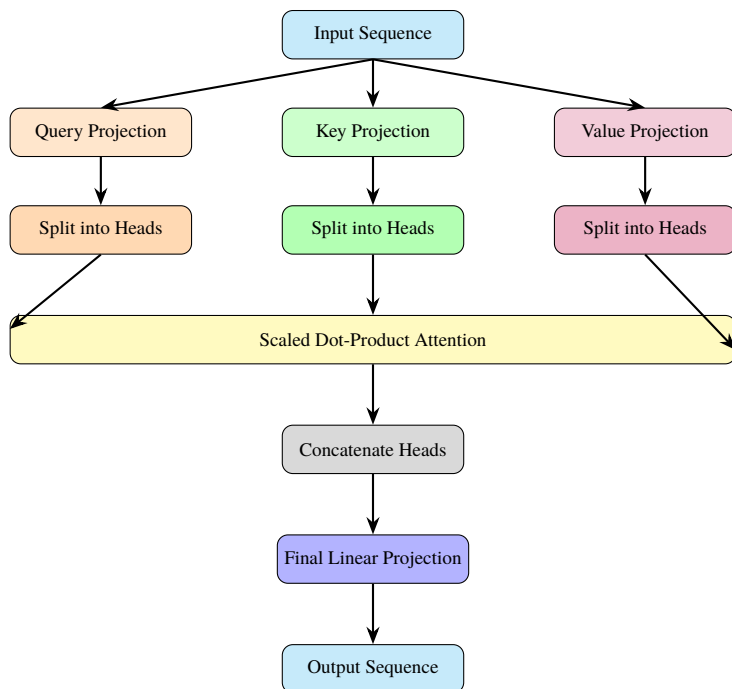 Input Sequence
Query Projection
Key Projection
Value Projection
Split into Heads
Split into Heads
Split into Heads
Scaled Dot-Product Attention
Concatenate Heads
Final Linear Projection
Output Sequence